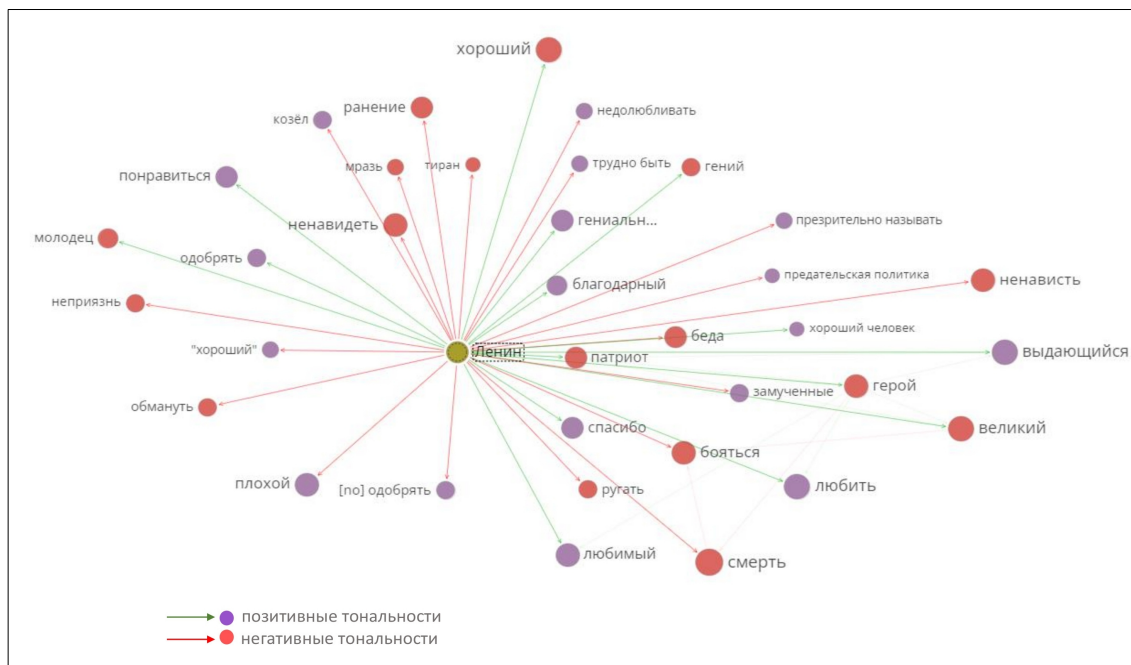 хороший
ранение
недолюбливать
козёл
мразь
тиран
трудно быть
гений
понравиться
ненавидеть
гениальн...
презрительно называть
молодец
одобрять
благодарный
предательская политика
ненависть
неприязнь
беда
хороший человек
"хороший"
Ленин
патриот
выдающийся
обмануть
замученные
герой
спасибо
великий
бояться
плохой
[no] одобрять
ругать
любить
любимый
смерть
позитивные тональности
негативные тональности